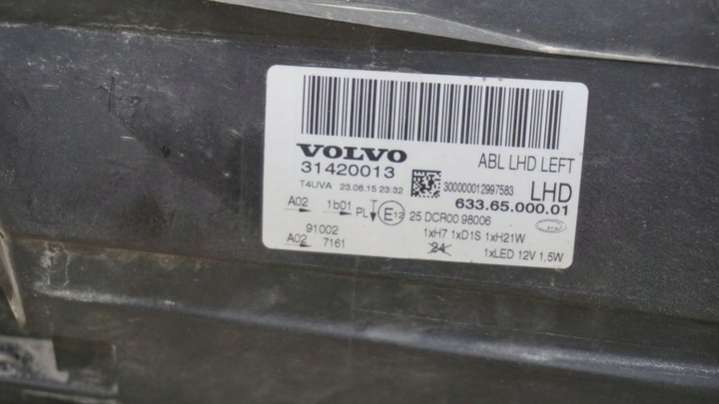 VOLVO
ABL LHD LEFT
31420013
300000012997583
LHD
T4UVA 23.06.15 23:32
633.65.000.01
A02 1b01 PL E12 25 DCR00 98006
91002
1xH7 1xD1S 1xH21W
A02 7161
24
1xLED 12V 1,5W